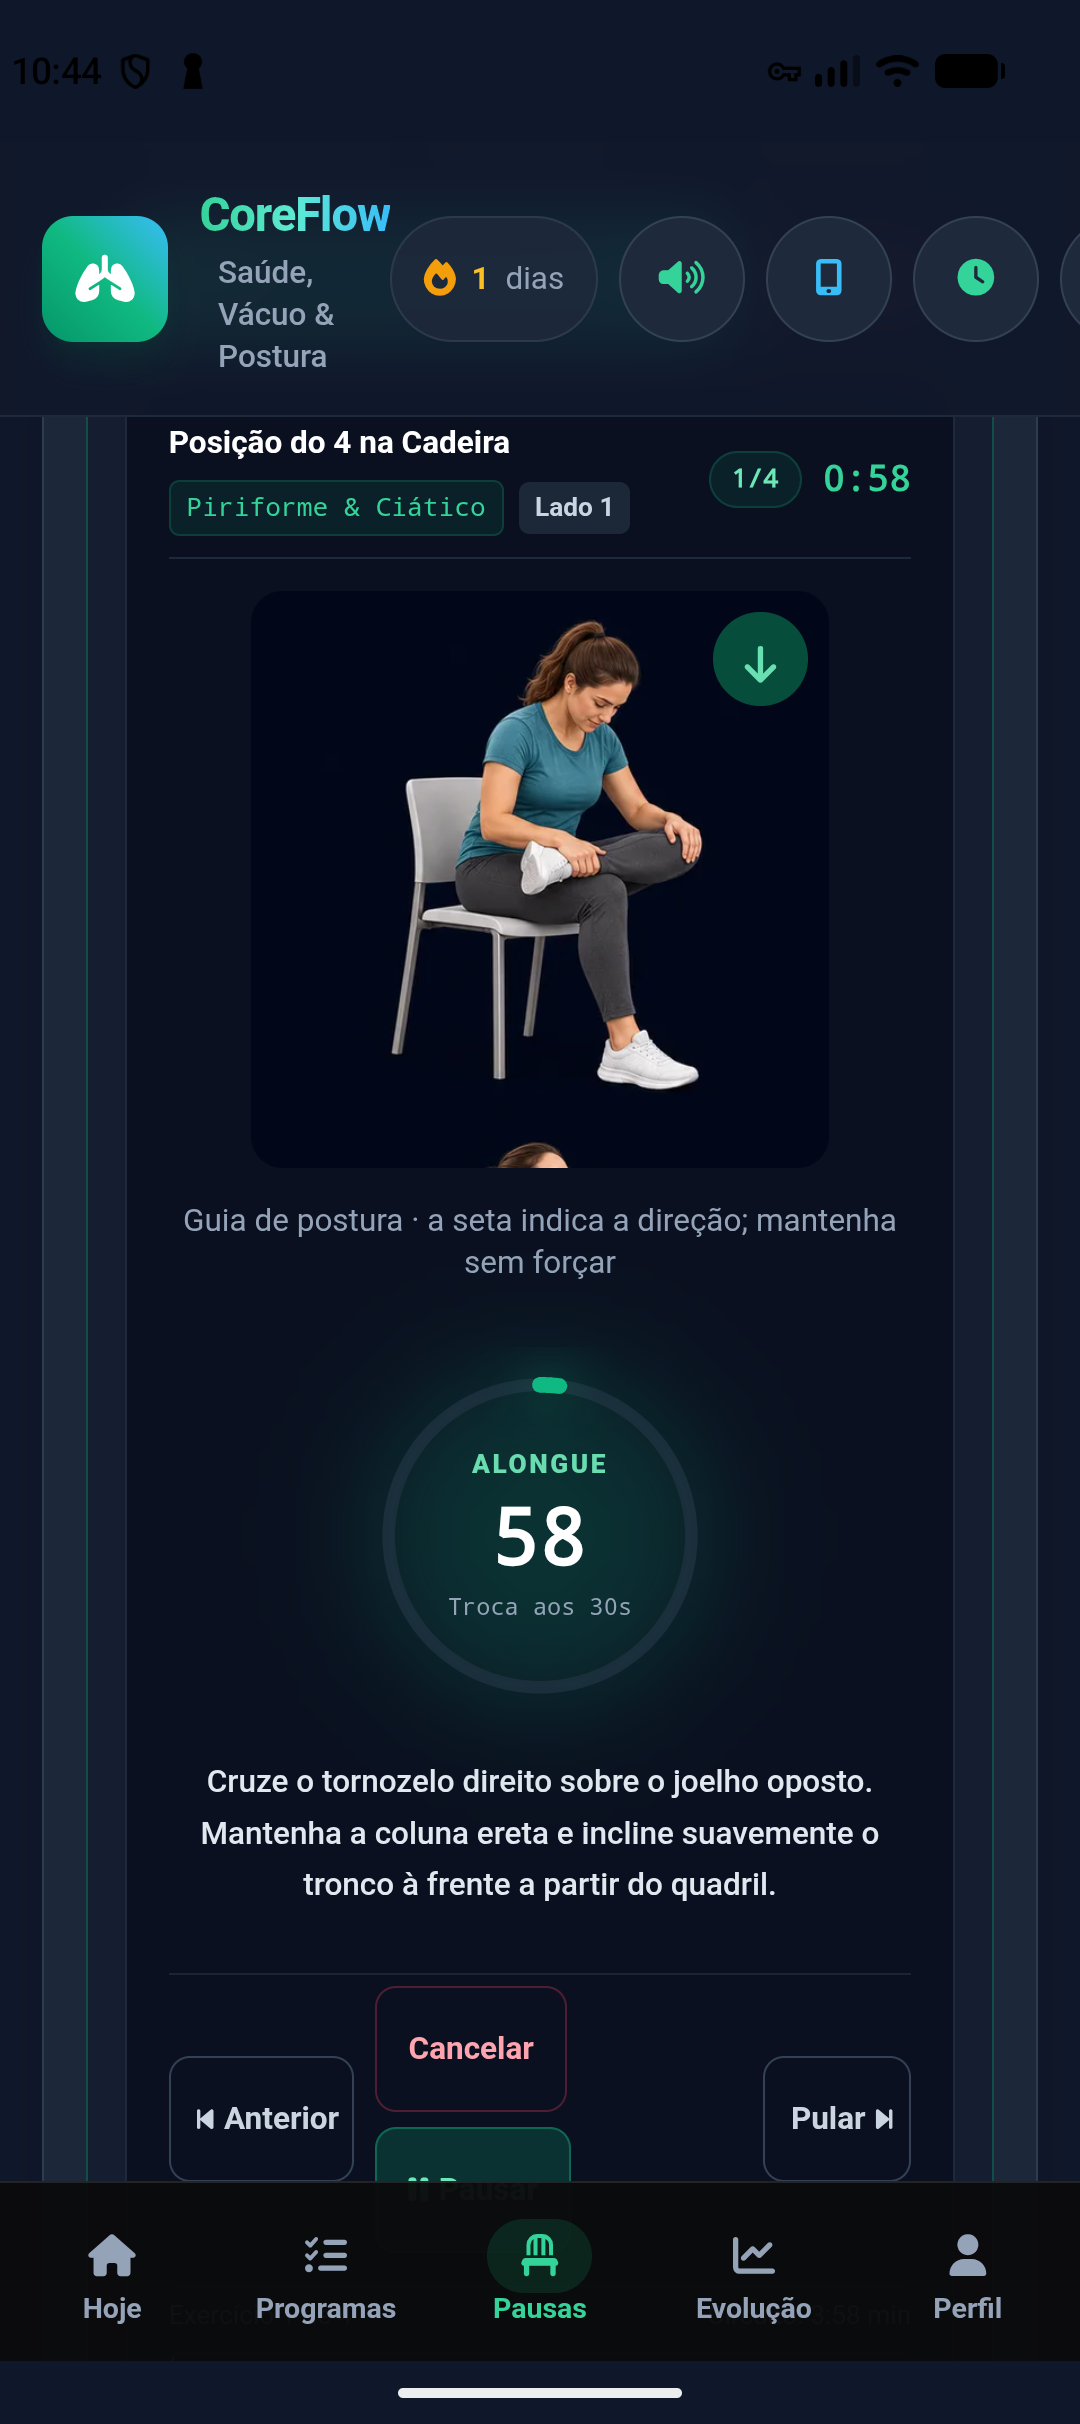 10:44
CoreFlow
Saúde,
Vácuo &
Postura
1 dias
Posição do 4 na Cadeira
Piriforme & Ciático
Lado 1
1/4
0:58
Guia de postura · a seta indica a direção; mantenha
sem forçar
ALONGUE
58
Troca aos 30s
Cruze o tornozelo direito sobre o joelho oposto.
Mantenha a coluna ereta e incline suavemente o
tronco à frente a partir do quadril.
Cancelar
Anterior
Pular
Pausar
Hoje
Programas
Pausas
Evolução
Perfil